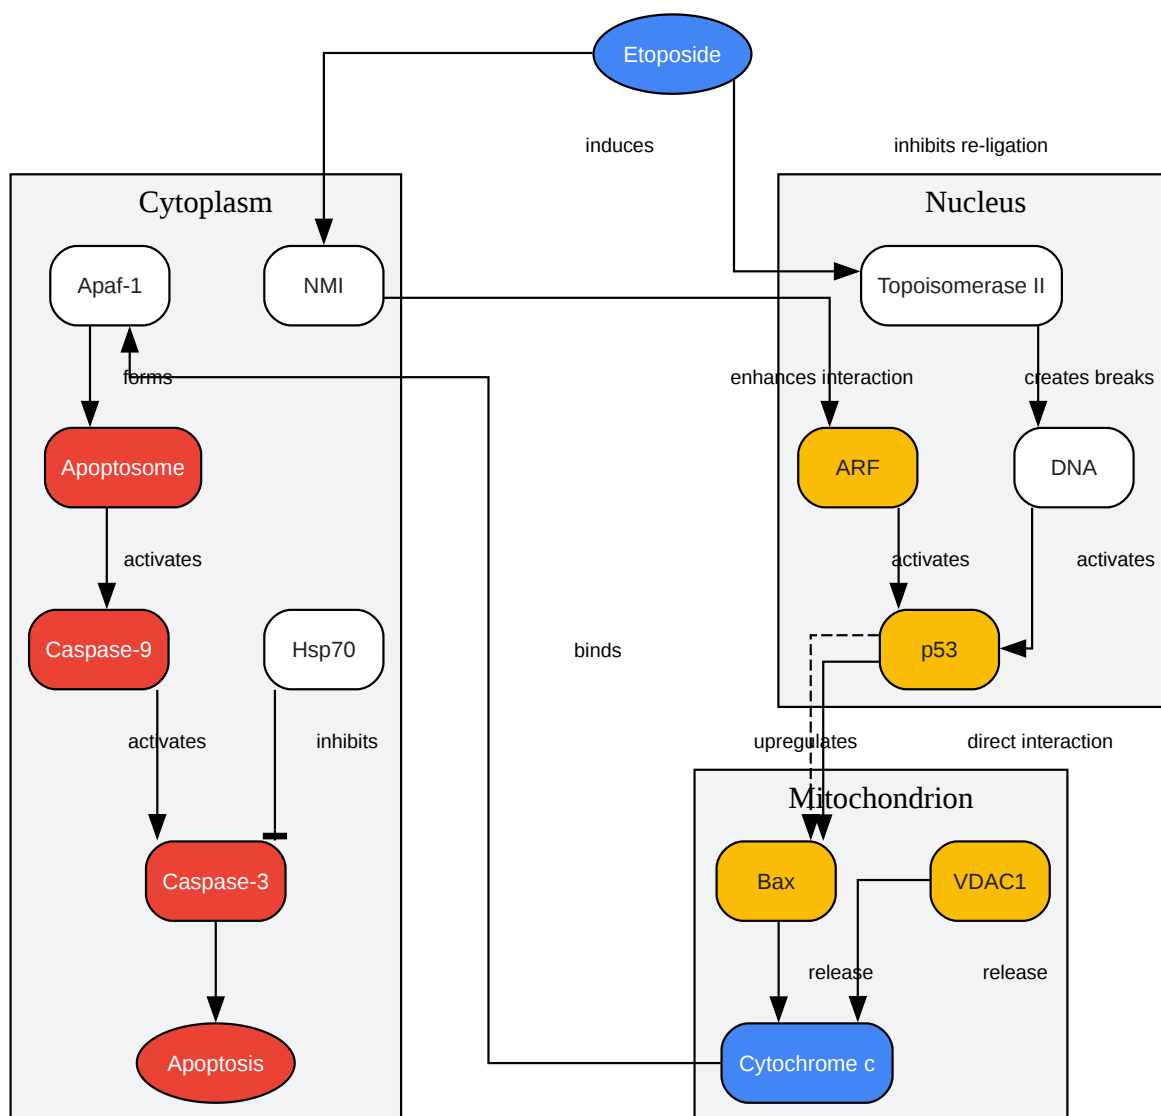 Etoposide
induces
inhibits re-ligation
Cytoplasm
Nucleus
Apaf-1
NMI
Topoisomerase II
forms
enhances interaction
creates breaks
Apoptosome
ARF
DNA
activates
activates
activates
Caspase-9
Hsp70
binds
p53
activates
inhibits
upregulates
direct interaction
Mitochondrion
Caspase-3
Bax
VDAC1
release
release
Apoptosis
Cytochrome c